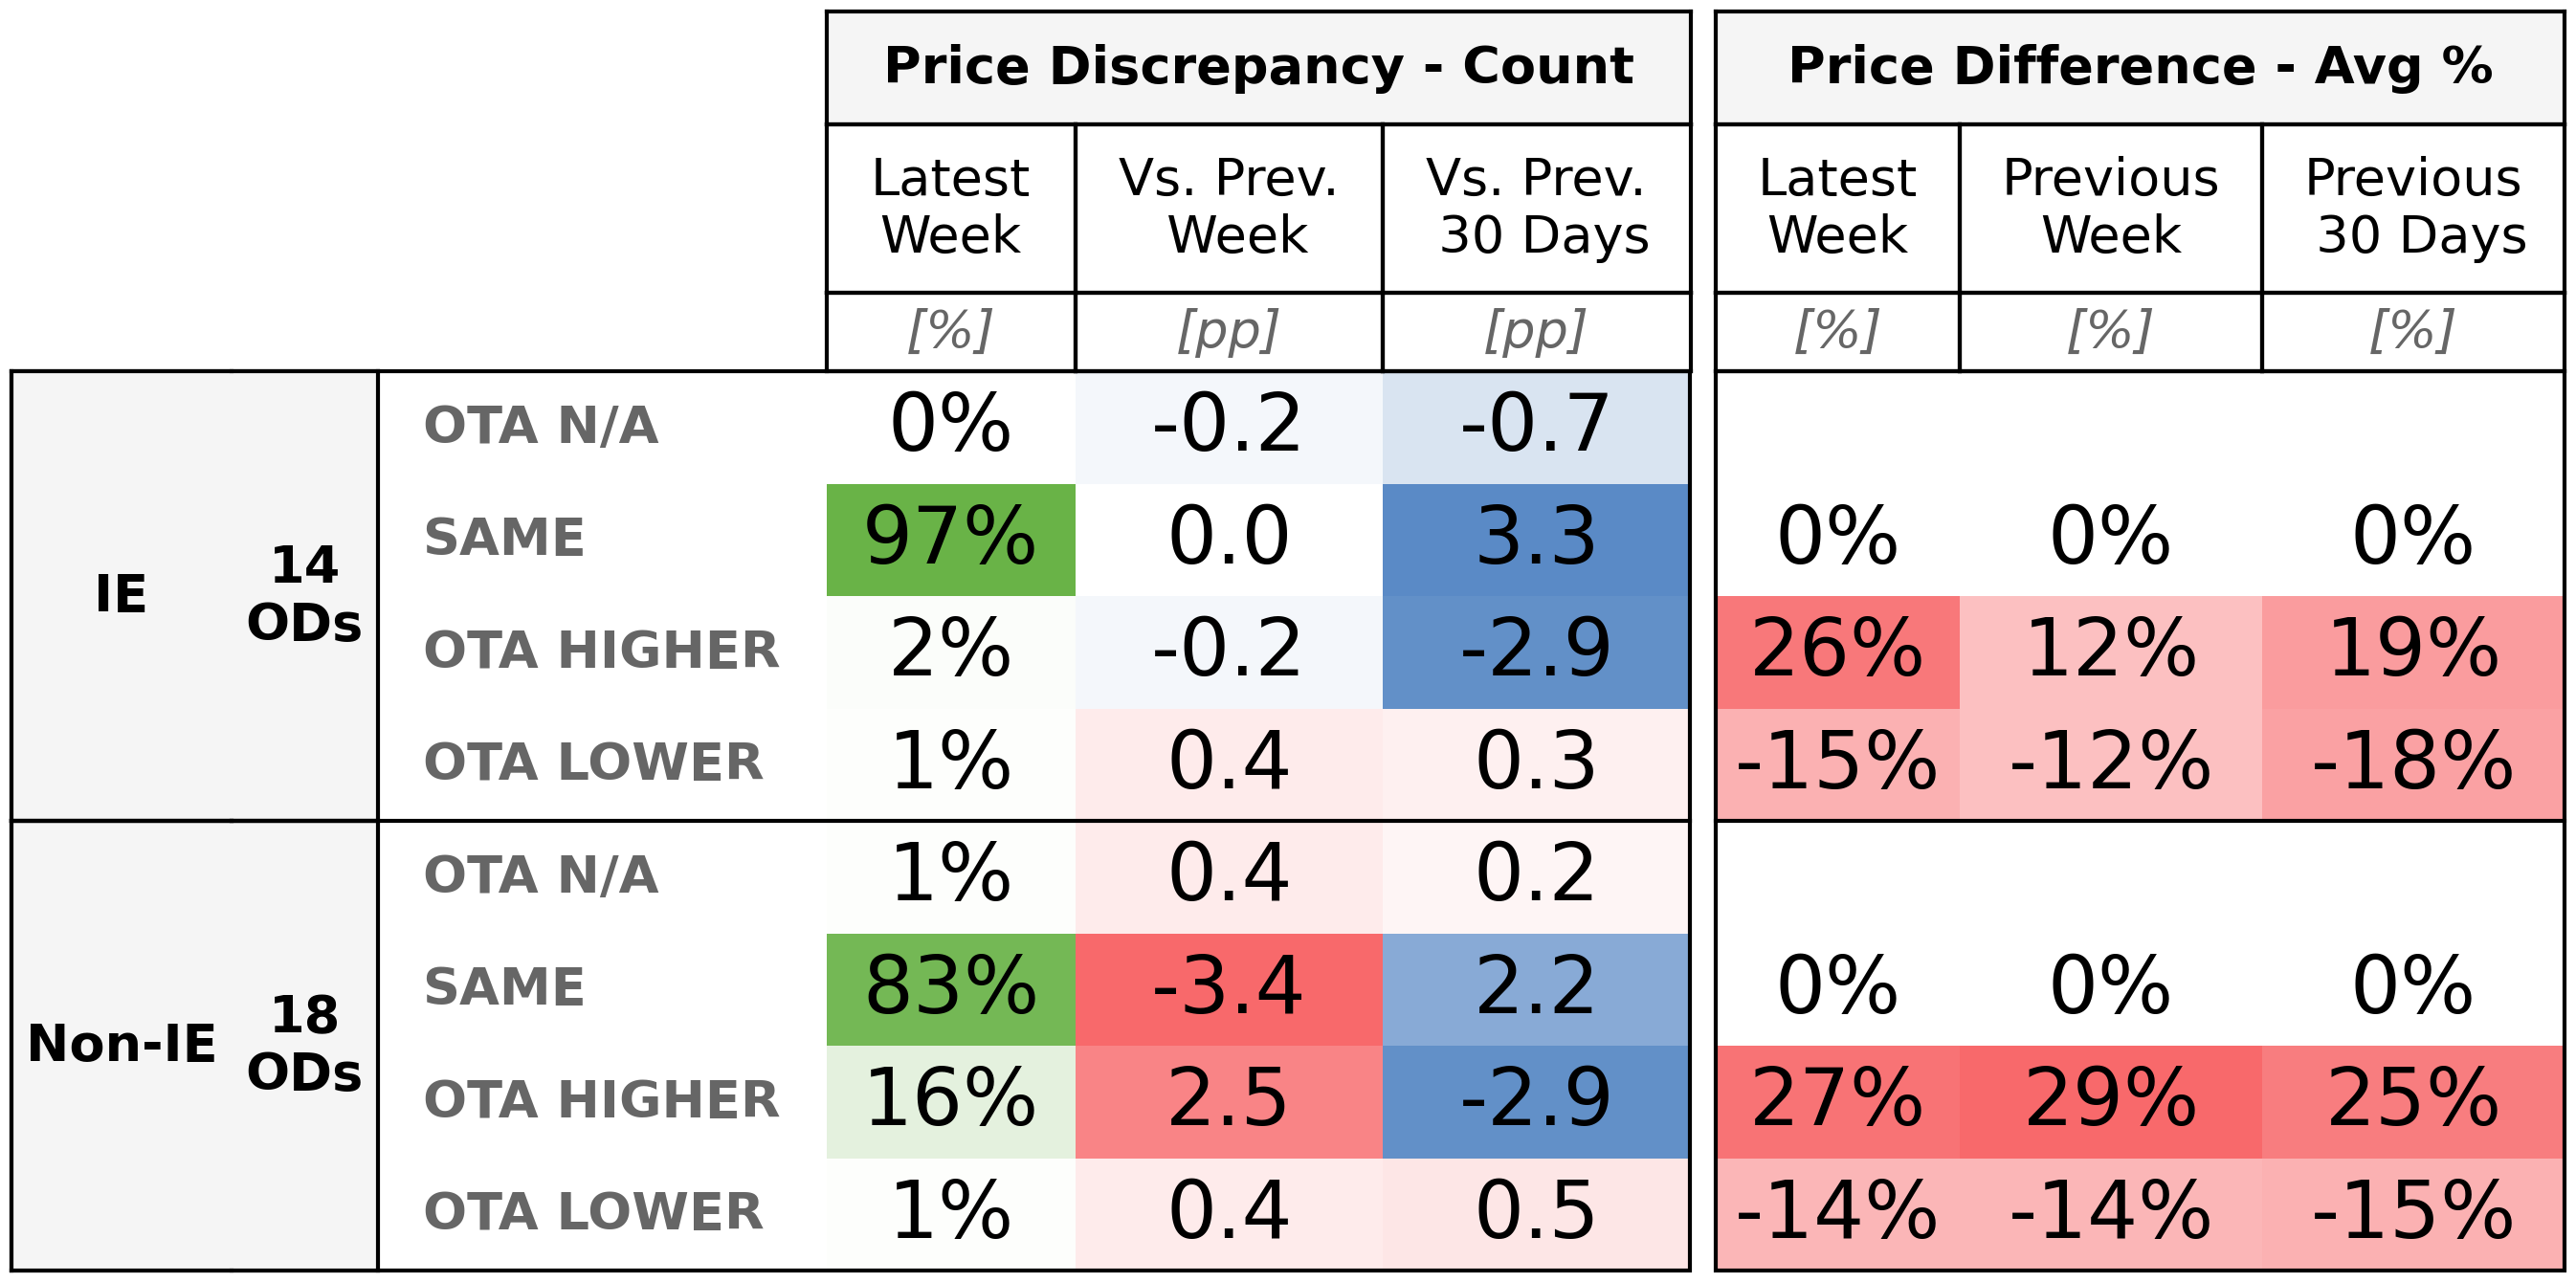 Price Discrepancy - Count Price Difference - Avg %
Latest Week Vs. Prev. Week Vs. Prev. 30 Days Latest Week Previous Week Previous 30 Days
[%] [pp] [pp] [%] [%] [%]
IE 14 ODs
OTA N/A 0% -0.2 -0.7
SAME 97% 0.0 3.3 0% 0% 0%
OTA HIGHER 2% -0.2 -2.9 26% 12% 19%
OTA LOWER 1% 0.4 0.3 -15% -12% -18%
Non-IE 18 ODs
OTA N/A 1% 0.4 0.2
SAME 83% -3.4 2.2 0% 0% 0%
OTA HIGHER 16% 2.5 -2.9 27% 29% 25%
OTA LOWER 1% 0.4 0.5 -14% -14% -15%